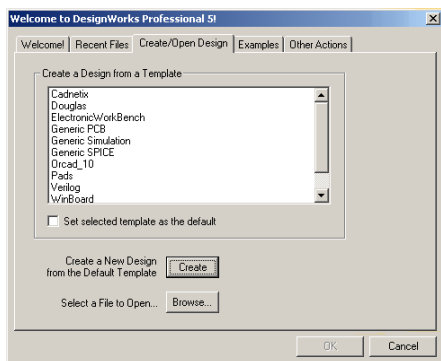 Welcome to DesignWorks Professional 5!
Welcome! Recent Files Create/Open Design Examples Other Actions
Create a Design from a Template
Cadnetix
Douglas
ElectronicWorkBench
Generic PCB
Generic Simulation
Generic SPICE
Orcad_10
Pads
Verilog
WinBoard
Set selected template as the default
Create a New Design
from the Default Template
Create
Select a File to Open... Browse...
OK Cancel